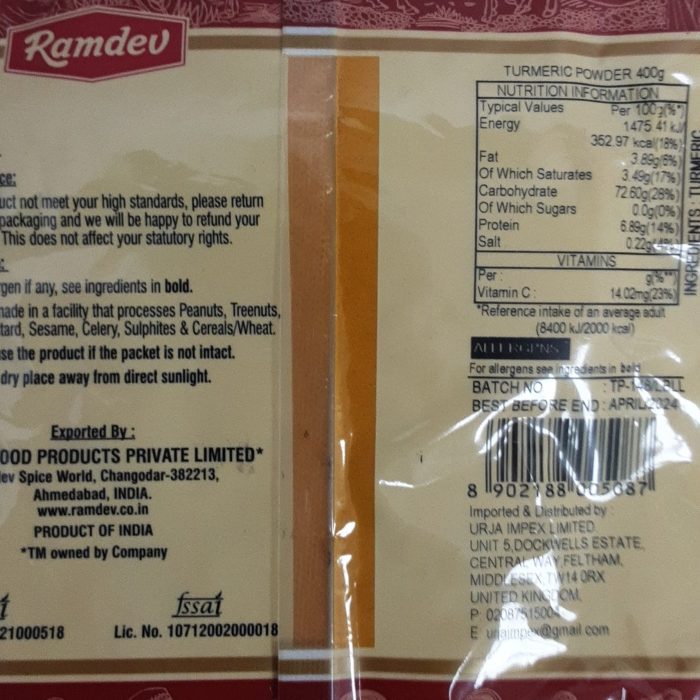 Ramdev
ce:
uct not meet your high standards, please return
packaging and we will be happy to refund your
This does not affect your statutory rights.
gen if any, see ingredients in bold.
made in a facility that processes Peanuts, Treenuts,
tard, Sesame, Celery, Sulphites & Cereals/Wheat.
se the product if the packet is not intact.
dry place away from direct sunlight.
Exported By :
OOD PRODUCTS PRIVATE LIMITED*
ev Spice World, Changodar-382213,
Ahmedabad, INDIA.
www.ramdev.co.in
PRODUCT OF INDIA
*TM owned by Company
fssai
21000518
Lic. No. 10712002000018
TURMERIC POWDER 400g
NUTRITION INFORMATION
Typical Values Per 100g(%*)
Energy 1475.41 kJ
352.97 kcal(18%)
Fat 3.89g(6%)
Of Which Saturates 3.49g(17%)
Carbohydrate 72.60g(28%)
Of Which Sugars 0.0g(0%)
Protein 6.89g(14%)
Salt 0.22g(4%)
VITAMINS
Per : g(%**)
Vitamin C : 14.02mg(23%)
*Reference intake of an average adult
(8400 kJ/2000 kcal)
INGREDIENTS : TURMERIC
ALLERGENS
For allergens see ingredients in bold
BATCH NO :
BEST BEFORE END : APRIL/2024
8 902188 005087
Imported & Distributed by :
URJA IMPEX LIMITED.
UNIT 5,DOCKWELLS ESTATE,
CENTRAL WAY,FELTHAM,
MIDDLESEX,TW14 0RX
UNITED KINGDOM.
P: 02087515004
E: urjaimpex@gmail.com